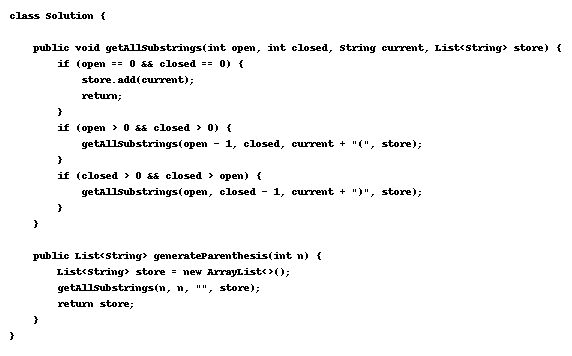 class Solution {
    public void getAllSubstrings(int open, int closed, String current, List<String> store) {
        if (open == 0 && closed == 0) {
            store.add(current);
            return;
        }
        if (open > 0 && closed > 0) {
            getAllSubstrings(open - 1, closed, current + "(", store);
        }
        if (closed > 0 && closed > open) {
            getAllSubstrings(open, closed - 1, current + ")", store);
        }
    }
    public List<String> generateParenthesis(int n) {
        List<String> store = new ArrayList<>();
        getAllSubstrings(n, n, "", store);
        return store;
    }
}